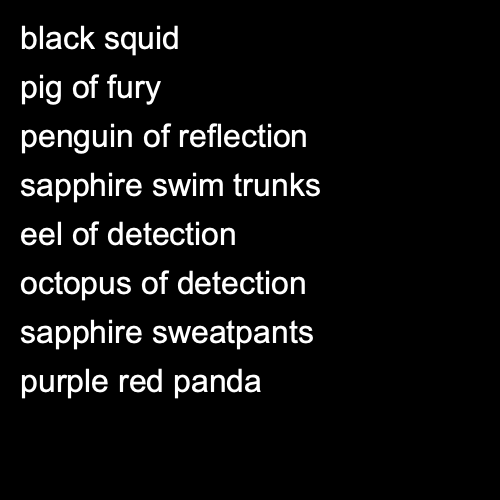 black squid
pig of fury
penguin of reflection
sapphire swim trunks
eel of detection
octopus of detection
sapphire sweatpants
purple red panda